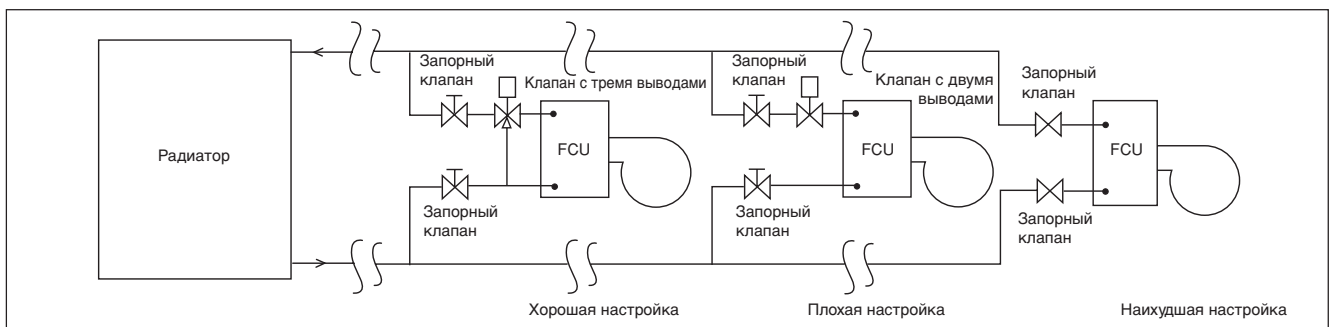 Запорный
клапан
Клапан с тремя выводами
Запорный
клапан
Клапан с двумя
выводами
Запорный
клапан
Радиатор
FCU
FCU
FCU
Запорный
клапан
Запорный
клапан
Запорный
клапан
Хорошая настройка
Плохая настройка
Наихудшая настройка